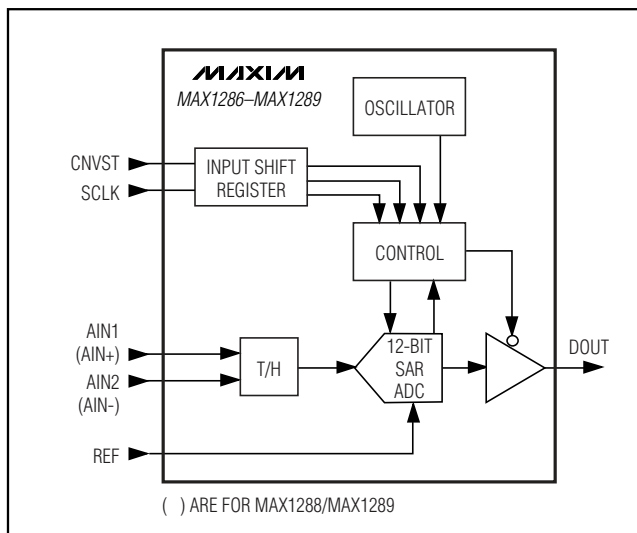 MAXIM
MAX1286–MAX1289
OSCILLATOR
CNVST
SCLK
INPUT SHIFT
REGISTER
CONTROL
AIN1
(AIN+)
AIN2
(AIN-)
T/H
12-BIT
SAR
ADC
DOUT
REF
( ) ARE FOR MAX1288/MAX1289